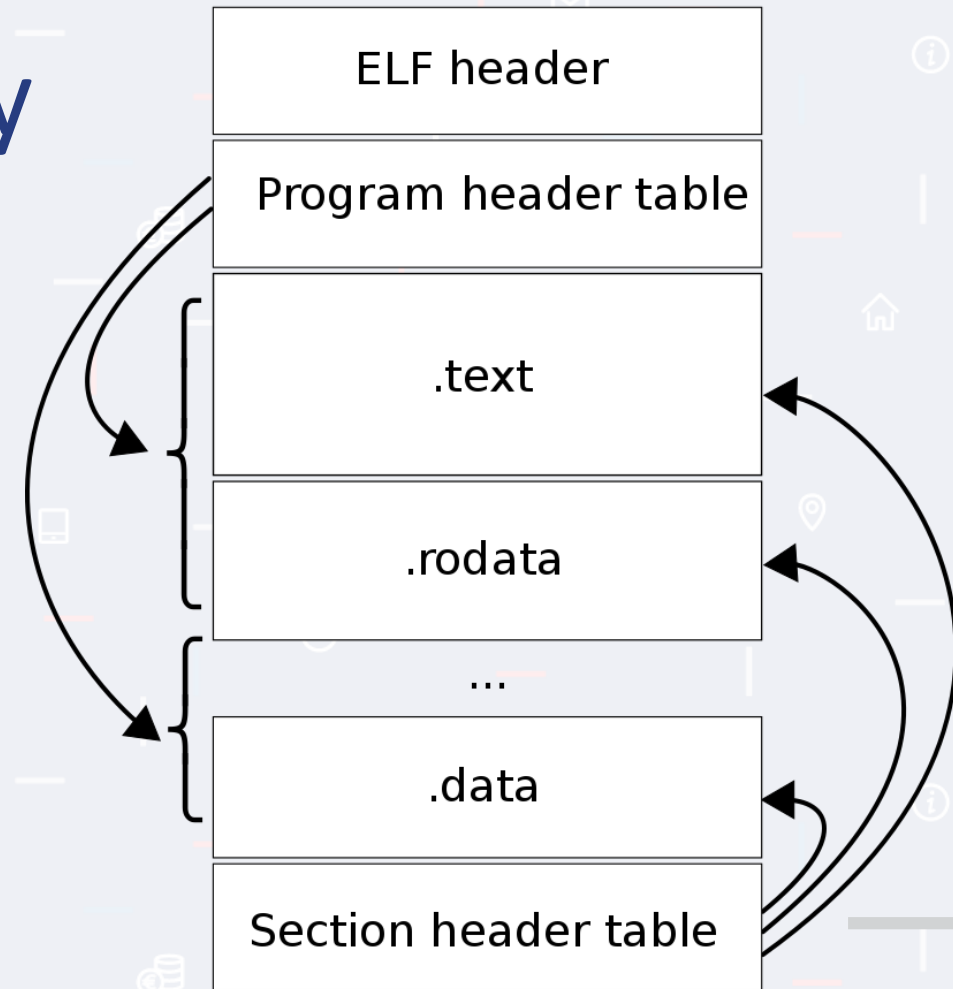 y
ELF header
Program header table
.text
.rodata
...
.data
Section header table